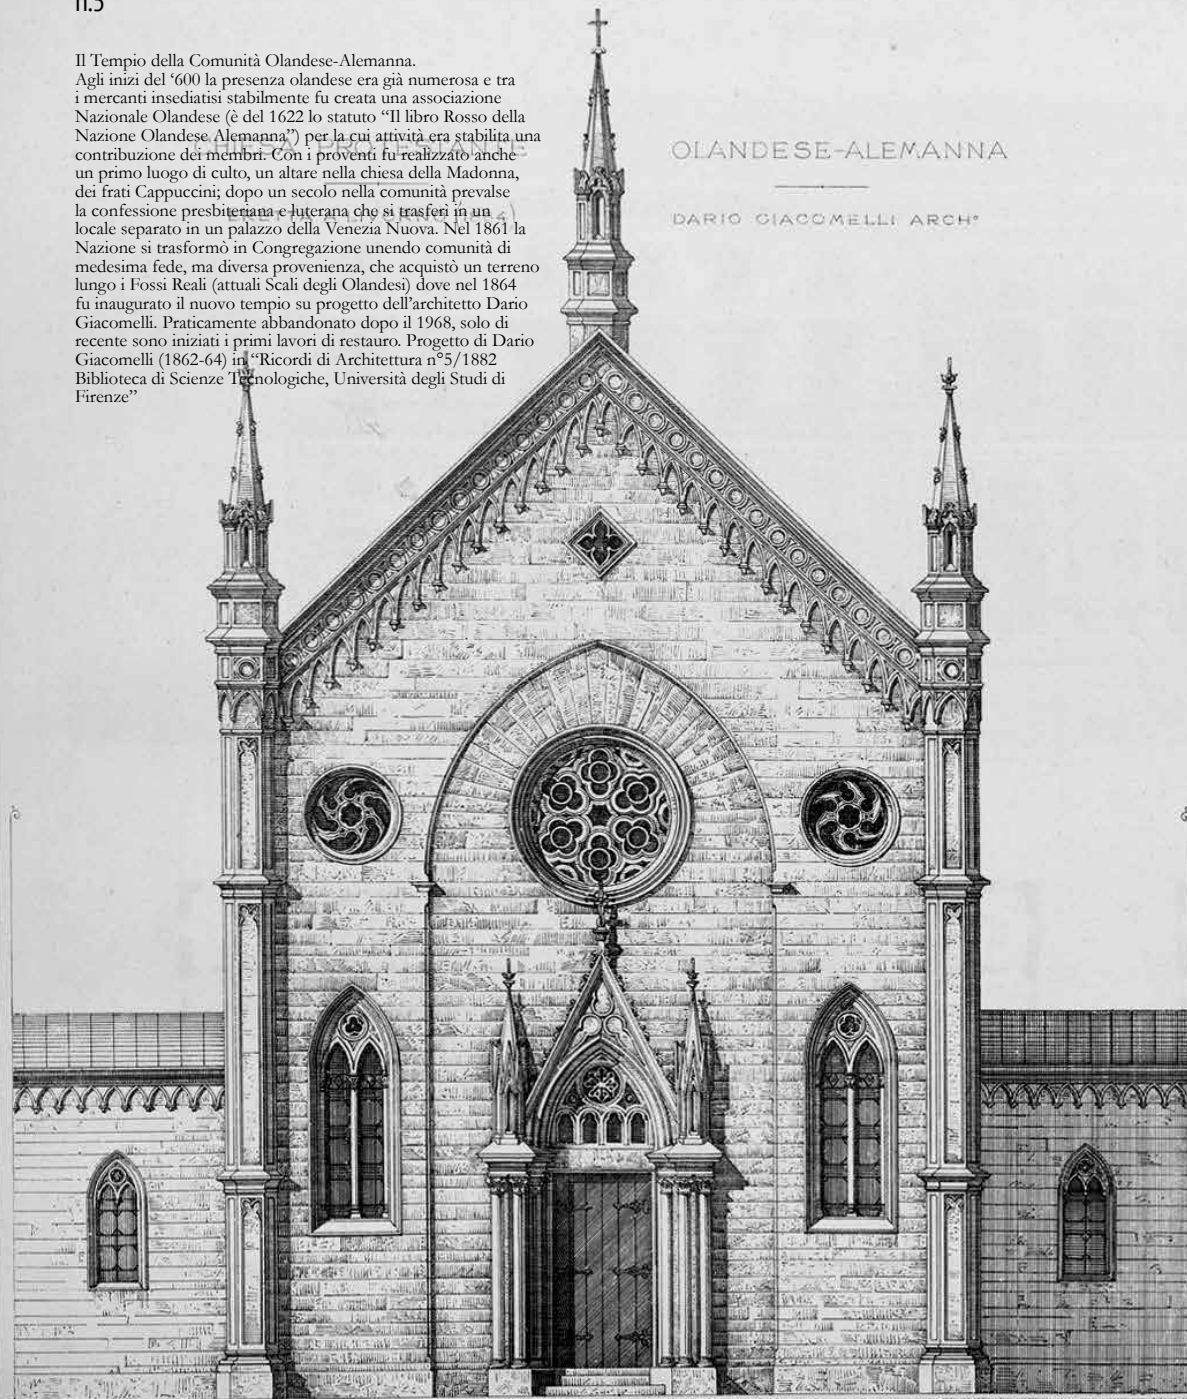 n.5
Il Tempio della Comunità Olandese-Alemanna.
Agli inizi del ‘600 la presenza olandese era già numerosa e tra
i mercanti insediatisi stabilmente fu creata una associazione
Nazionale Olandese (è del 1622 lo statuto “Il libro Rosso della
Nazione Olandese Alemanna”) per la cui attività era stabilita una
contribuzione dei membri. Con i proventi fu realizzato anche
un primo luogo di culto, un altare nella chiesa della Madonna,
dei frati Cappuccini; dopo un secolo nella comunità prevalse
la confessione presbiteriana e luterana che si trasferì in un
locale separato in un palazzo della Venezia Nuova. Nel 1861 la
Nazione si trasformò in Congregazione unendo comunità di
medesima fede, ma diversa provenienza, che acquistò un terreno
lungo i Fossi Reali (attuali Scali degli Olandesi) dove nel 1864
fu inaugurato il nuovo tempio su progetto dell’architetto Dario
Giacomelli. Praticamente abbandonato dopo il 1968, solo di
recente sono iniziati i primi lavori di restauro. Progetto di Dario
Giacomelli (1862-64) in “Ricordi di Architettura n°5/1882
Biblioteca di Scienze Tecnologiche, Università degli Studi di
Firenze”
CHIESA PROTESTANTE OLANDESE-ALEMANNA
ERETTA A LIVORNO (1864)
DARIO GIACOMELLI ARCHº